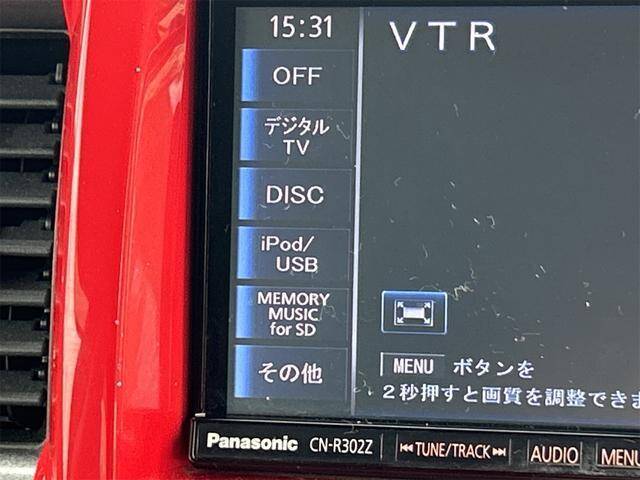 15:31
VTR
OFF
デジタル
TV
DISC
iPod/
USB
MEMORY
MUSIC
for SD
その他
MENU ボタンを
2秒押すと画質を調整できま
Panasonic CN-R302Z TUNE/TRACK AUDIO MENU